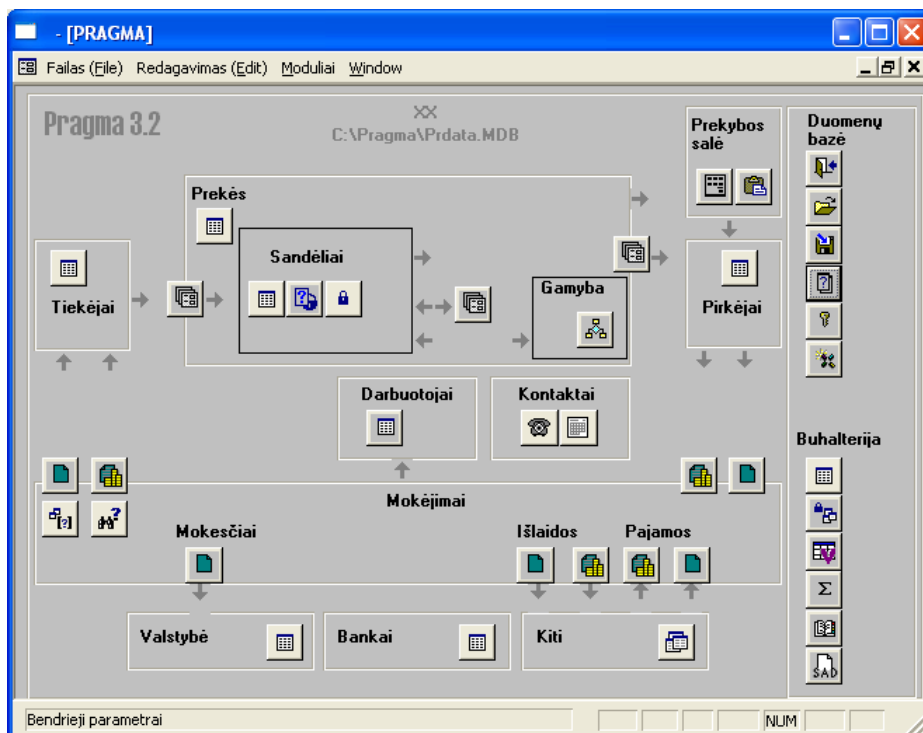 - [PRAGMA]
Failas (File) Redagavimas (Edit) Moduliai Window
Pragma 3.2
XX
C:\Pragma\Prdata.MDB
Prekybos
salė
Duomenų
bazė
Prekės
Sandėliai
Tiekėjai
Gamyba
Pirkėjai
Darbuotojai
Kontaktai
Buhalterija
Mokėjimai
Mokesčiai
Išlaidos
Pajamos
Σ
SAD
Valstybė
Bankai
Kiti
Bendrieji parametrai
NUM